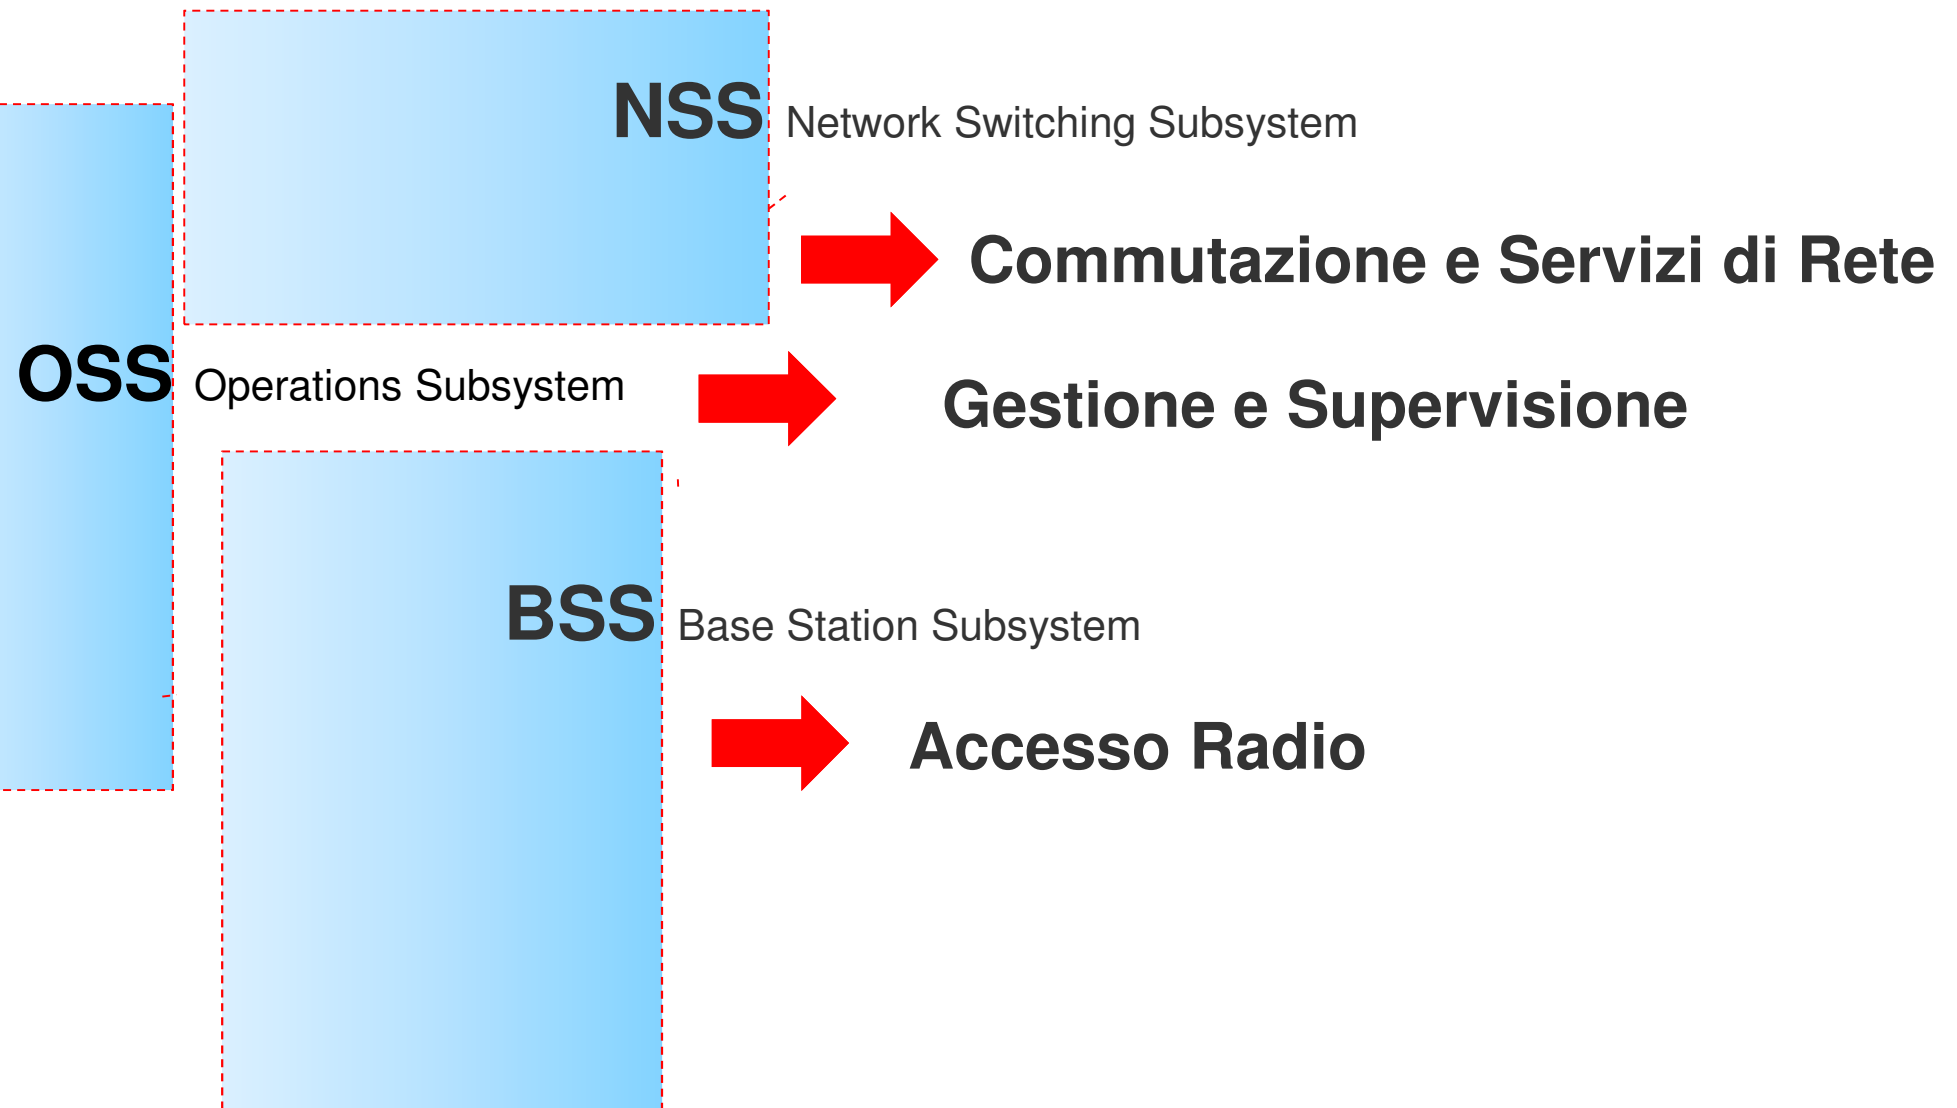 NSS Network Switching Subsystem
Commutazione e Servizi di Rete
OSS Operations Subsystem
Gestione e Supervisione
BSS Base Station Subsystem
Accesso Radio